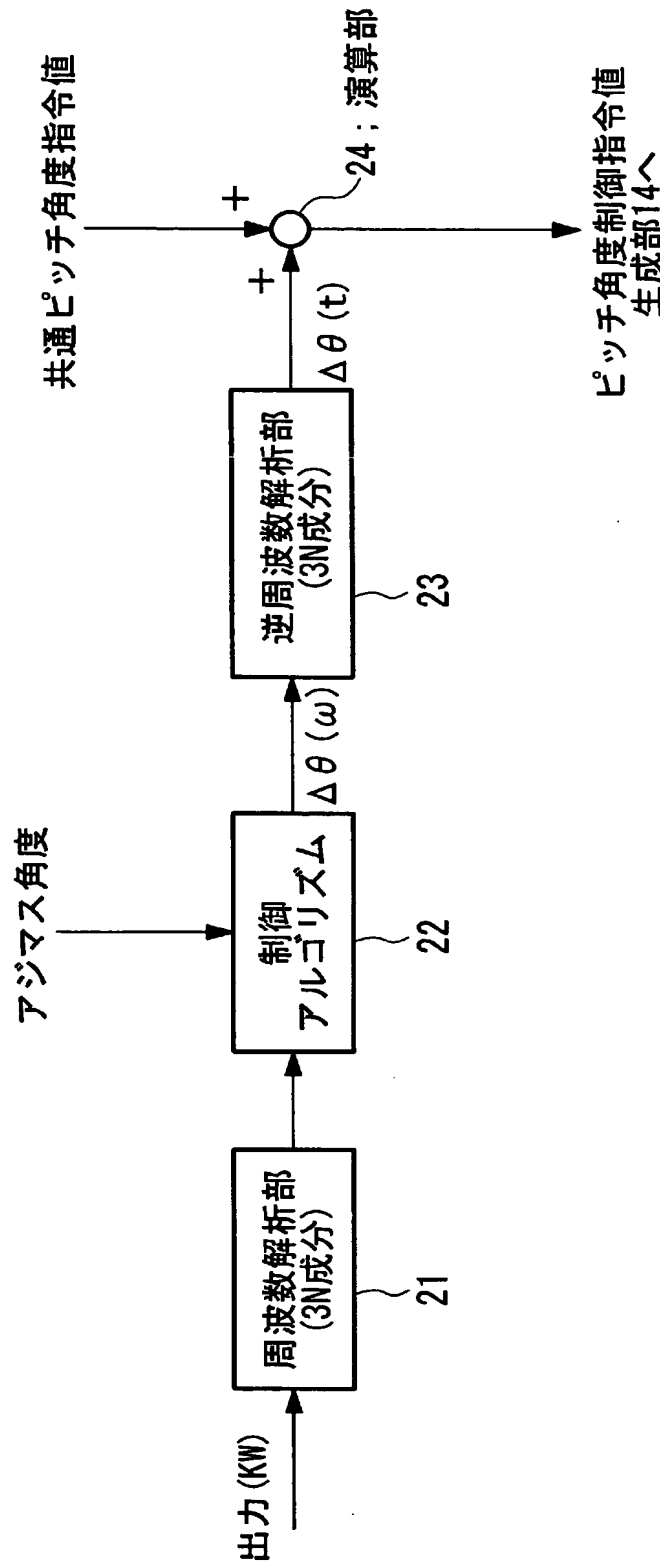 出力(KW)
周波数解析部
(3N成分)
21
アジマス角度
制御
アルゴリズム
22
Δθ(ω)
逆周波数解析部
(3N成分)
23
Δθ(t)
共通ピッチ角度指令値
+
+
24;演算部
ピッチ角度制御指令値
生成部14へ